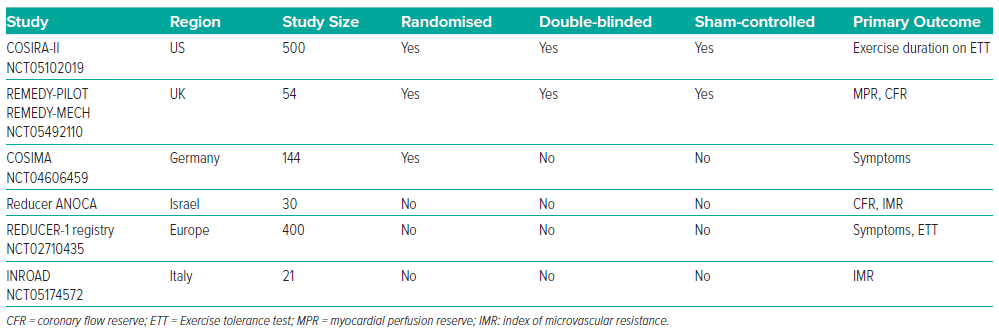 Study Region Study Size Randomised Double-blinded Sham-controlled Primary Outcome
COSIRA-II US 500 Yes Yes Yes Exercise duration on ETT
NCT05102019
REMEDY-PILOT UK 54 Yes Yes Yes MPR, CFR
REMEDY-MECH
NCT05492110
COSIMA Germany 144 Yes No No Symptoms
NCT04606459
Reducer ANOCA Israel 30 No No No CFR, IMR
REDUCER-1 registry Europe 400 No No No Symptoms, ETT
NCT02710435
INROAD Italy 21 No No No IMR
NCT05174572
CFR = coronary flow reserve; ETT = Exercise tolerance test; MPR = myocardial perfusion reserve; IMR: index of microvascular resistance.